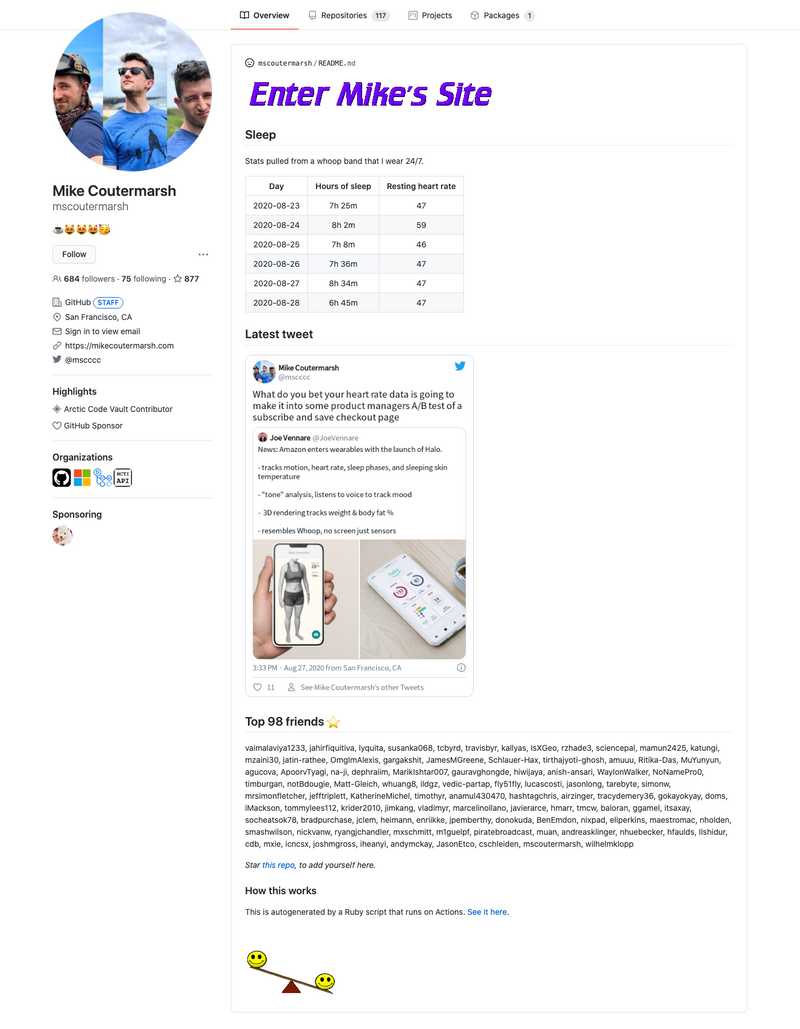 Overview Repositories 117 Projects Packages 1
Mike Coutermarsh
mscoutermarsh
Follow
684 followers · 75 following · 877
GitHub STAFF
San Francisco, CA
Sign in to view email
https://mikecoutermarsh.com
@mscccc
Highlights
Arctic Code Vault Contributor
GitHub Sponsor
Organizations
Sponsoring
mscoutermarsh/README.md
Enter Mike's Site
Sleep
Stats pulled from a whoop band that I wear 24/7.
Day Hours of sleep Resting heart rate
2020-08-23 7h 25m 47
2020-08-24 8h 2m 59
2020-08-25 7h 8m 46
2020-08-26 7h 36m 47
2020-08-27 8h 34m 47
2020-08-28 6h 45m 47
Latest tweet
Mike Coutermarsh
@mscccc
What do you bet your heart rate data is going to
make it into some product managers A/B test of a
subscribe and save checkout page
Joe Vennare @JoeVennare
News: Amazon enters wearables with the launch of Halo.
- tracks motion, heart rate, sleep phases, and sleeping skin
temperature
- "tone" analysis, listens to voice to track mood
- 3D rendering tracks weight & body fat %
- resembles Whoop, no screen just sensors
3:33 PM · Aug 27, 2020 from San Francisco, CA
11 See Mike Coutermarsh's other Tweets
Top 98 friends
vaimalaviya1233, jahirfiquitiva, lyquita, susanka068, tcbyrd, travisbyr, kallyas, isXGeo, rzhade3, sciencepal, mamun2425, katungi,
mzaini30, jatin-rathee, OmgImAlexis, gargakshit, JamesMGreene, Schlauer-Hax, tirthajyoti-ghosh, amuuu, Ritika-Das, MuYunyun,
agucova, ApoorvTyagi, na-ji, dephraiim, MarikIshtar007, gauravghongde, hiwijaya, anish-ansari, WaylonWalker, NoNamePro0,
timburgan, notBdougie, Matt-Gleich, whuang8, ildgz, vedic-partap, fly51fly, lucascosti, jasonlong, tarebyte, simonw,
mrsimonfletcher, jefftriplett, KatherineMichel, timothyr, anamul430470, hashtagchris, airzinger, tracydemery36, gokayokyay, doms,
iMackson, tommylees112, krider2010, jimkang, vladimyr, marcelinollano, javierarce, hmarr, tmcw, baloran, ggamel, itsaxay,
socheatsok78, bradpurchase, jclem, heimann, enriikke, jpemberthy, donokuda, BenEmdon, nixpad, eliperkins, maestromac, nholden,
smashwilson, nickvanw, ryangjchandler, mxschmitt, m1guelpf, piratebroadcast, muan, andreasklinger, nhuebecker, hfaulds, llshidur,
cdb, mxie, icncsx, joshmgross, iheanyi, andymckay, JasonEtco, cschleiden, mscoutermarsh, wilhelmklopp
Star this repo, to add yourself here.
How this works
This is autogenerated by a Ruby script that runs on Actions. See it here.